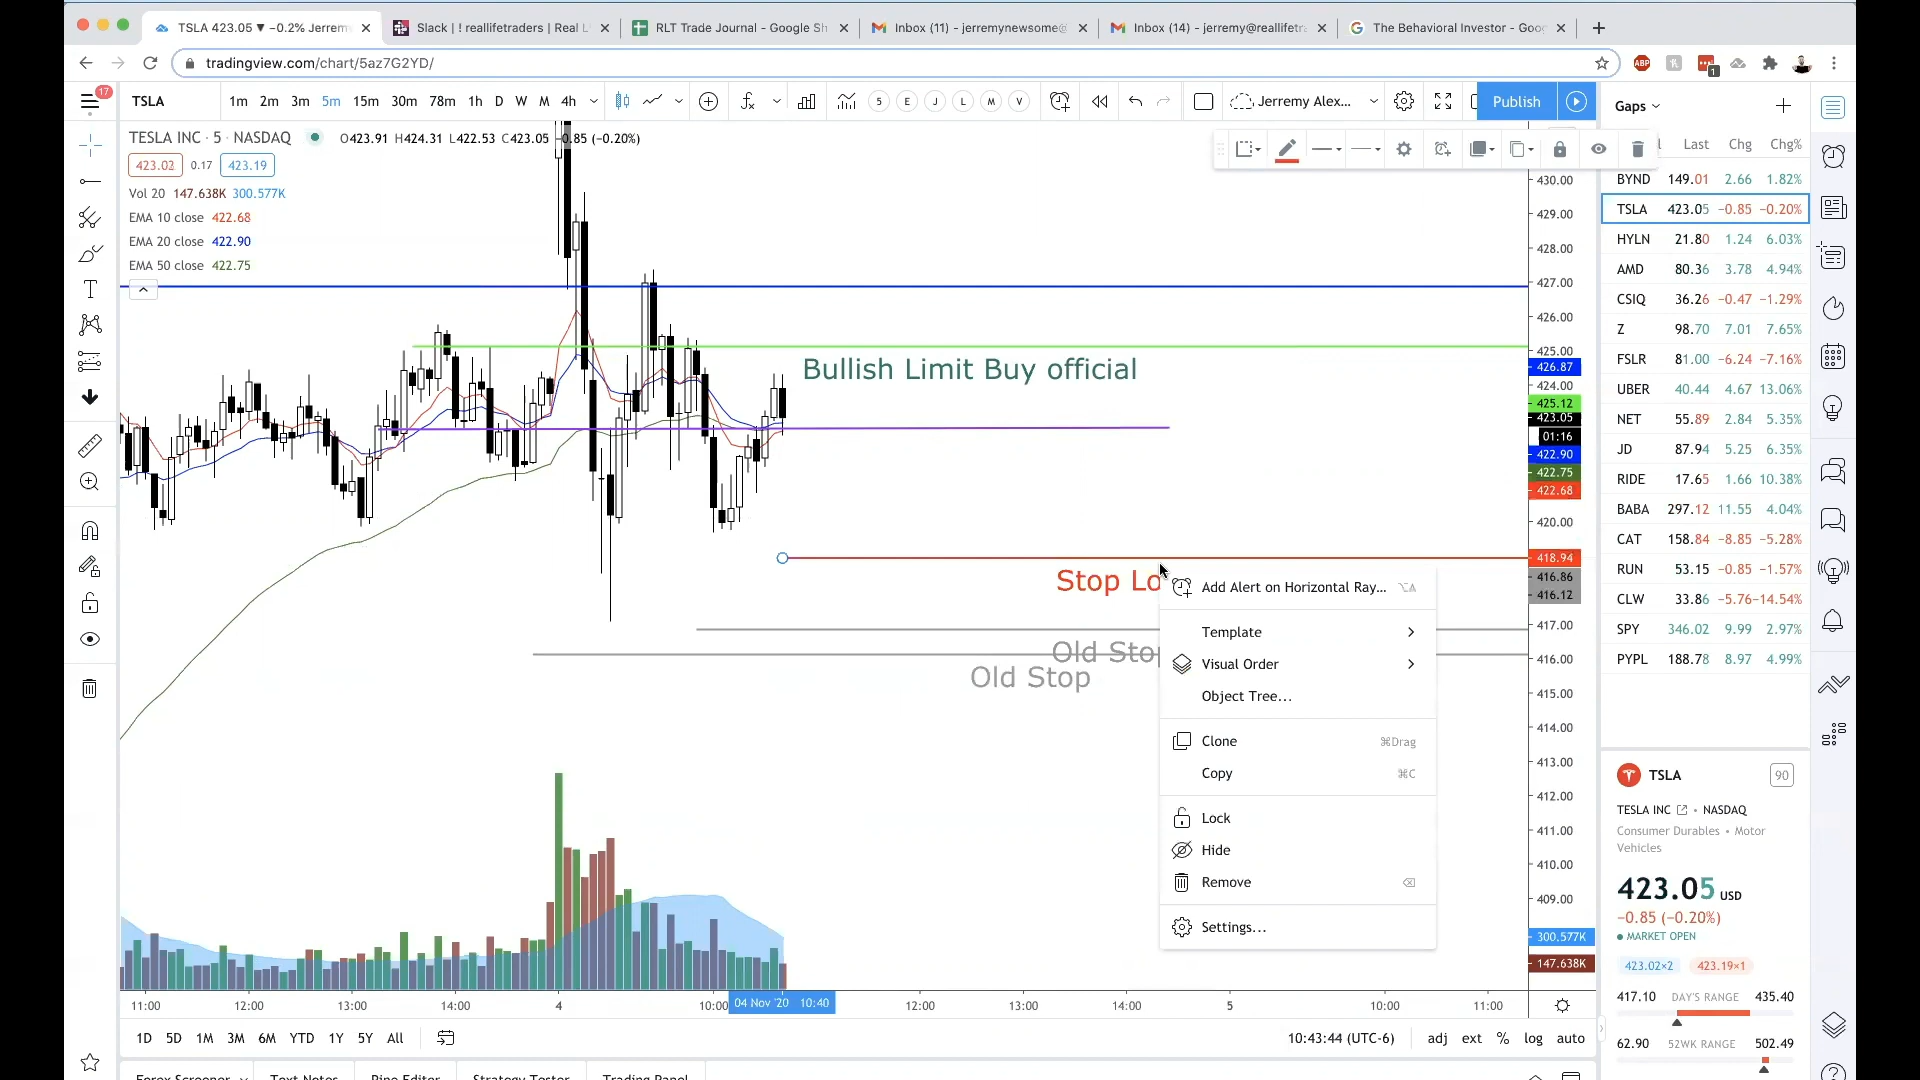 TSLA 423.05 ▼ −0.2% Jerrem
Slack | ! reallifetraders | Real L
RLT Trade Journal - Google Sh
Inbox (11) - jerremynewsome@
Inbox (14) - jerremy@reallifetra
The Behavioral Investor - Goog
tradingview.com/chart/5az7G2YD/
ABP
1
17
TSLA
1m 2m 3m 5m 15m 30m 78m 1h D W M 4h
5 E J L M V
Jerremy Alex...
Publish
Gaps
TESLA INC · 5 · NASDAQ O423.91 H424.31 L422.53 C423.05 −0.85 (−0.20%)
423.02 0.17 423.19
Vol 20 147.638K 300.577K
EMA 10 close 422.68
EMA 20 close 422.90
EMA 50 close 422.75
Bullish Limit Buy official
Stop Lo
Old Sto
Old Stop
Add Alert on Horizontal Ray... ⌥A
Template
Visual Order
Object Tree...
Clone ⌘Drag
Copy ⌘C
Lock
Hide
Remove
Settings...
430.00
429.00
428.00
427.00
426.00
425.00
426.87
424.00
425.12
423.05
01:16
422.90
422.75
422.68
420.00
418.94
416.86
416.12
417.00
416.00
415.00
414.00
413.00
412.00
411.00
410.00
409.00
300.577K
147.638K
11:00 12:00 13:00 14:00 4 10:00 04 Nov '20 10:40 12:00 13:00 14:00 5 10:00 11:00
1D 5D 1M 3M 6M YTD 1Y 5Y All
10:43:44 (UTC-6) adj ext % log auto
Forex Screener Text Notes Pine Editor Strategy Tester Trading Panel
l Last Chg Chg%
BYND 149.01 2.66 1.82%
TSLA 423.05 −0.85 −0.20%
HYLN 21.80 1.24 6.03%
AMD 80.36 3.78 4.94%
CSIQ 36.26 −0.47 −1.29%
Z 98.70 7.01 7.65%
FSLR 81.00 −6.24 −7.16%
UBER 40.44 4.67 13.06%
NET 55.89 2.84 5.35%
JD 87.94 5.25 6.35%
RIDE 17.65 1.66 10.38%
BABA 297.12 11.55 4.04%
CAT 158.84 −8.85 −5.28%
RUN 53.15 −0.85 −1.57%
CLW 33.86 −5.76 −14.54%
SPY 346.02 9.99 2.97%
PYPL 188.78 8.97 4.99%
TSLA 90
TESLA INC • NASDAQ
Consumer Durables • Motor
Vehicles
423.05 USD
−0.85 (−0.20%)
MARKET OPEN
423.02×2 423.19×1
417.10 DAY'S RANGE 435.40
62.90 52WK RANGE 502.49